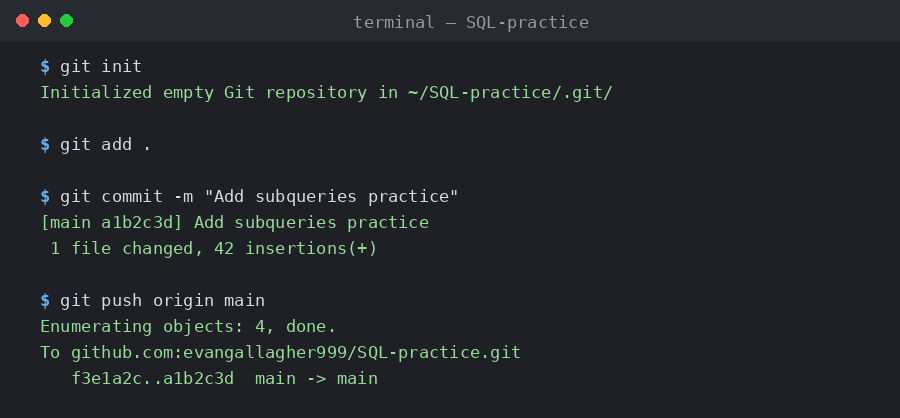 terminal — SQL-practice
$ git init
Initialized empty Git repository in ~/SQL-practice/.git/
$ git add .
$ git commit -m "Add subqueries practice"
[main a1b2c3d] Add subqueries practice
 1 file changed, 42 insertions(+)
$ git push origin main
Enumerating objects: 4, done.
To github.com:evangallagher999/SQL-practice.git
   f3e1a2c..a1b2c3d  main -> main